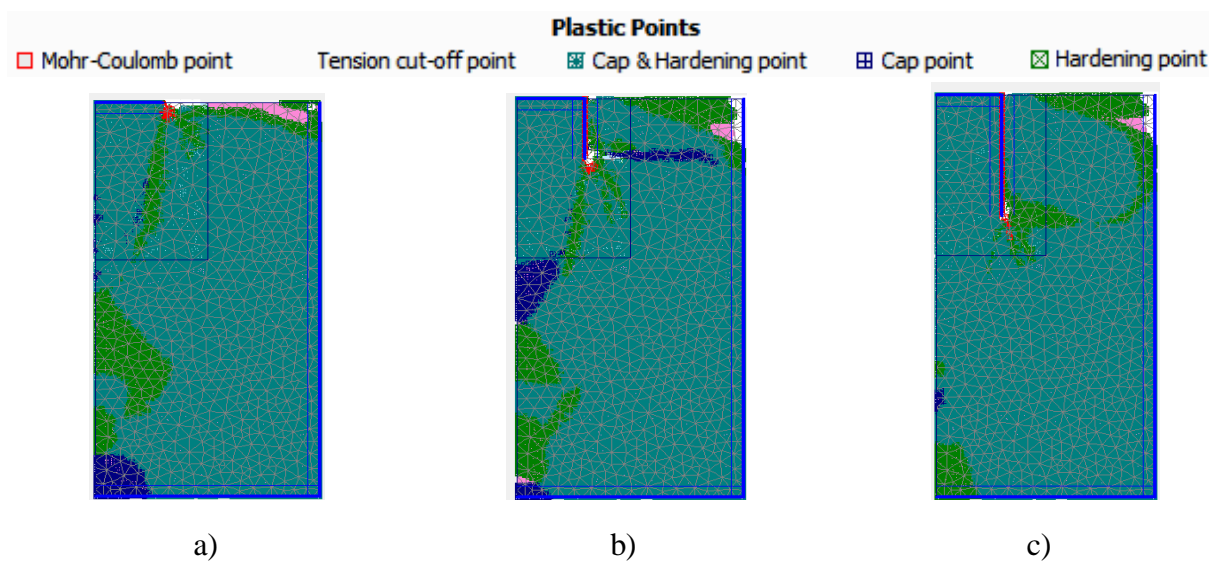 Plastic Points
Mohr-Coulomb point Tension cut-off point Cap & Hardening point Cap point Hardening point
a) b) c)